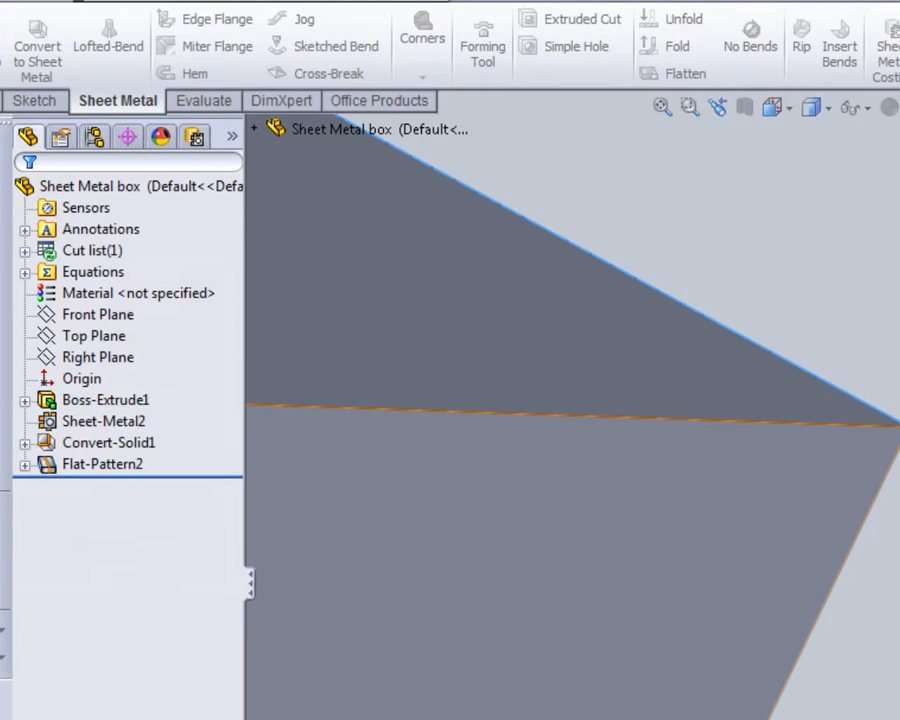 Convert to Sheet Metal
Lofted-Bend
Edge Flange
Miter Flange
Hem
Jog
Sketched Bend
Cross-Break
Corners
Forming Tool
Extruded Cut
Simple Hole
Unfold
Fold
Flatten
No Bends
Rip
Insert Bends
Sketch
Sheet Metal
Evaluate
DimXpert
Office Products
Sheet Metal box (Default<...
Sheet Metal box (Default<<Defa
Sensors
Annotations
Cut list(1)
Equations
Material <not specified>
Front Plane
Top Plane
Right Plane
Origin
Boss-Extrude1
Sheet-Metal2
Convert-Solid1
Flat-Pattern2